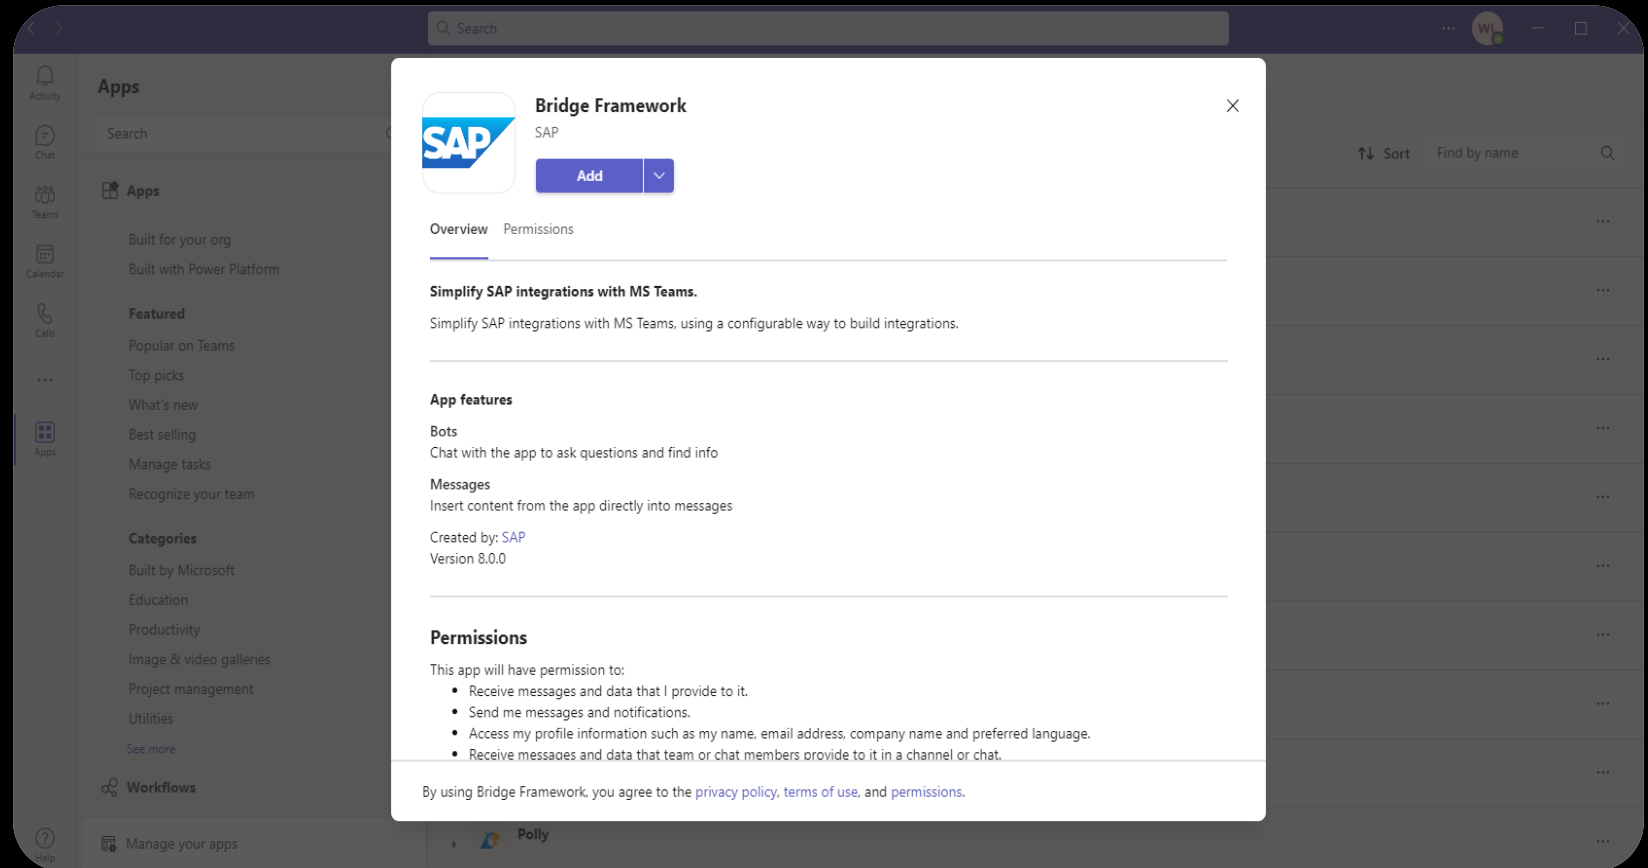 Search
WL
Activity
Apps
Search
Chat
Teams
Calendar
Calls
Apps
Help
Apps
Built for your org
Built with Power Platform
Featured
Popular on Teams
Top picks
What's new
Best selling
Manage tasks
Recognize your team
Categories
Built by Microsoft
Education
Productivity
Image & video galleries
Project management
Utilities
See more
Workflows
Manage your apps
Sort
Find by name
SAP
Bridge Framework
SAP
Add
Overview Permissions
Simplify SAP integrations with MS Teams.
Simplify SAP integrations with MS Teams, using a configurable way to build integrations.
App features
Bots
Chat with the app to ask questions and find info
Messages
Insert content from the app directly into messages
Created by: SAP
Version 8.0.0
Permissions
This app will have permission to:
• Receive messages and data that I provide to it.
• Send me messages and notifications.
• Access my profile information such as my name, email address, company name and preferred language.
• Receive messages and data that team or chat members provide to it in a channel or chat.
By using Bridge Framework, you agree to the privacy policy, terms of use, and permissions.
Polly